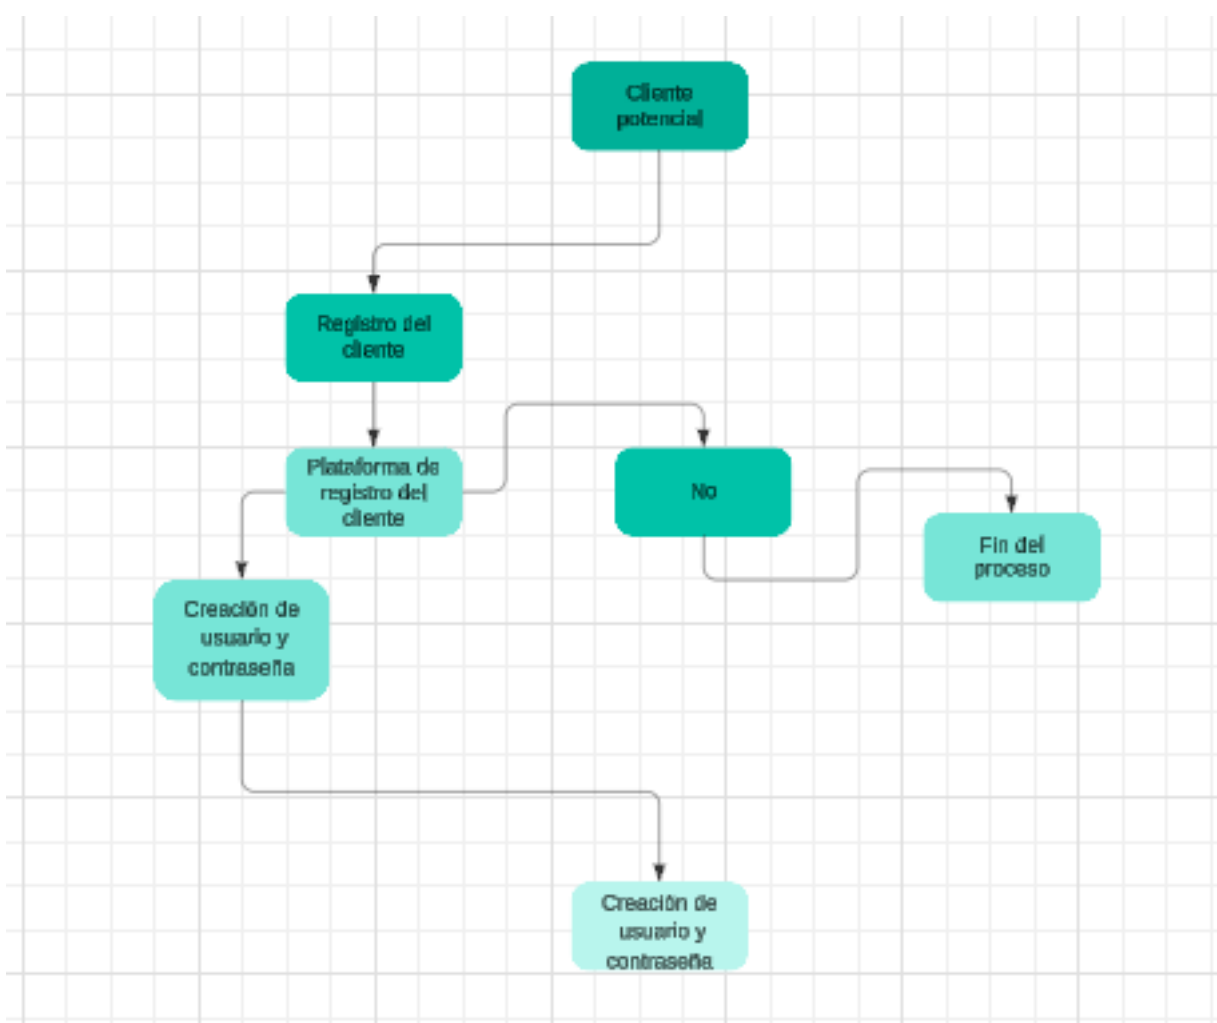 Cliente
potencial
Registro del
cliente
Plataforma de
registro del
cliente
No
Fin del
proceso
Creación de
usuario y
contraseña
Creación de
usuario y
contraseña